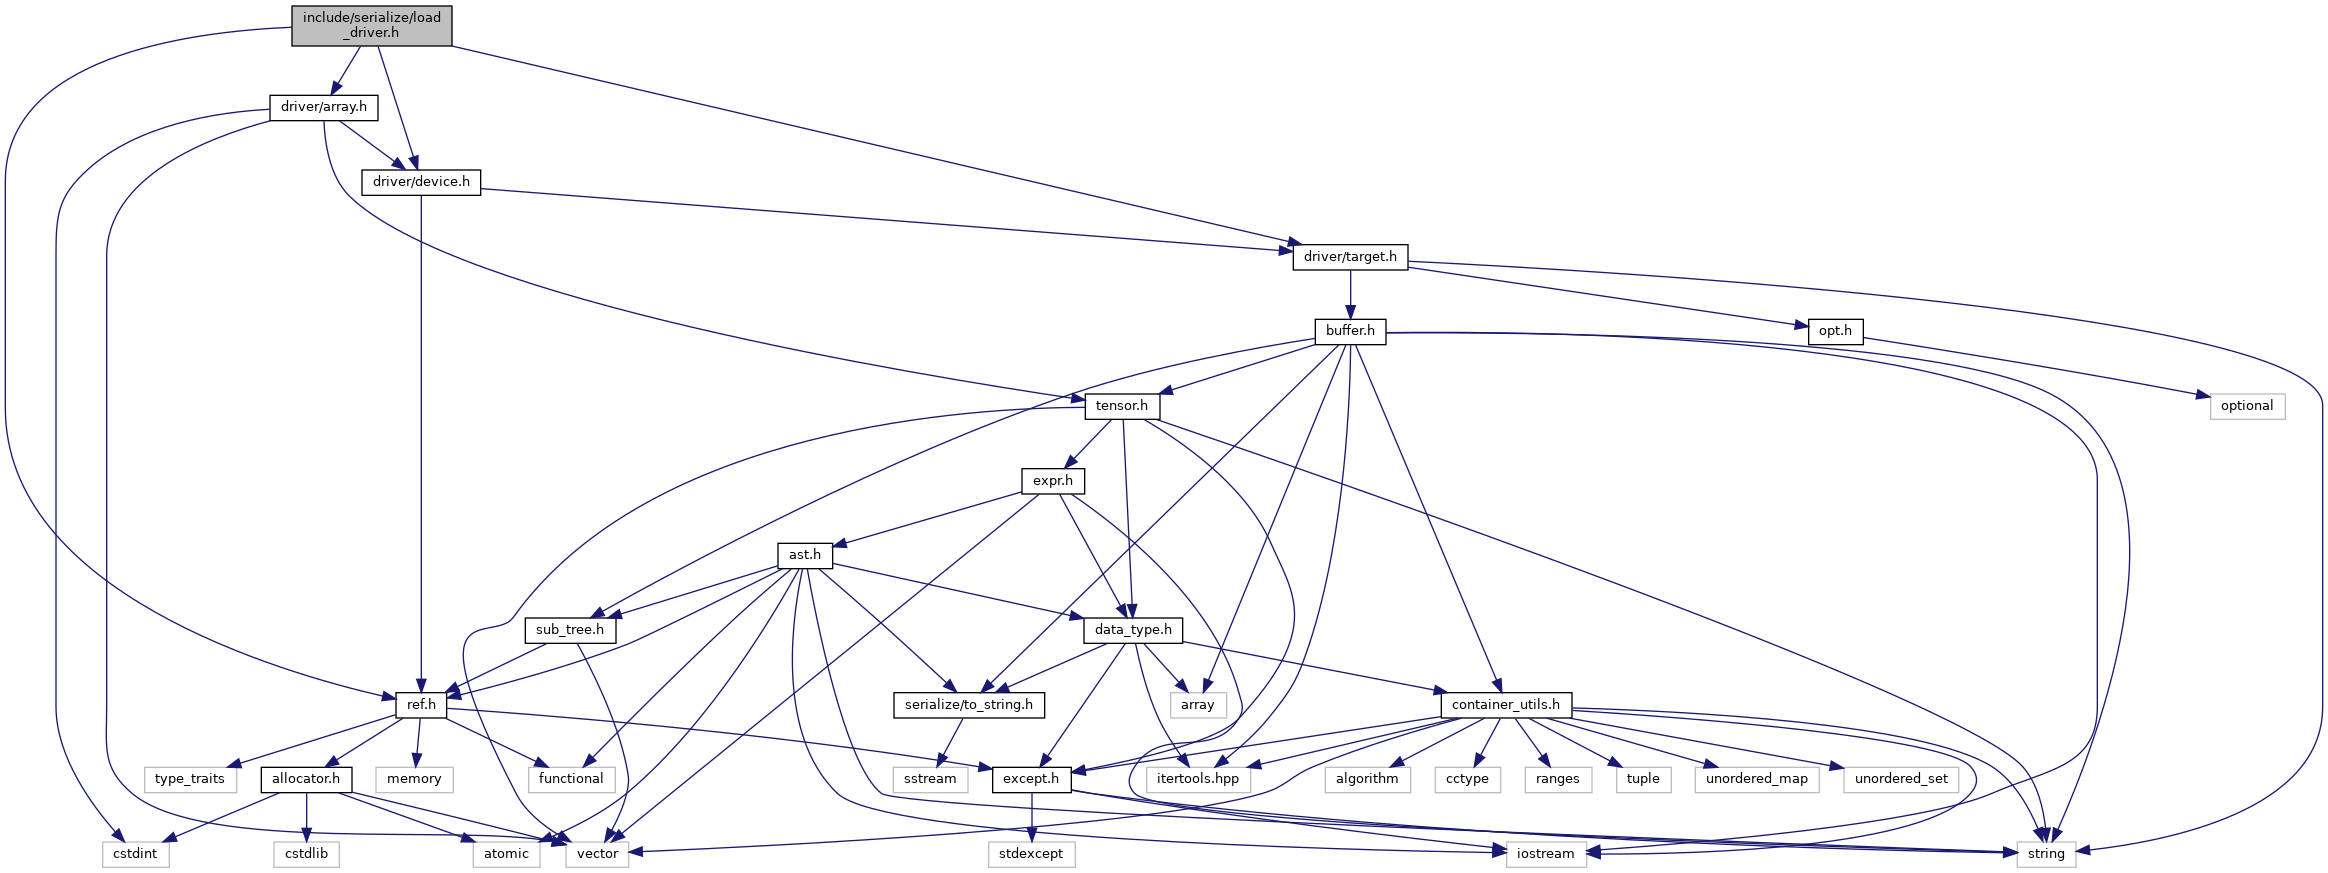 include/serialize/load
_driver.h
driver/array.h
driver/device.h
driver/target.h
buffer.h
opt.h
tensor.h
optional
expr.h
ast.h
sub_tree.h
data_type.h
ref.h
serialize/to_string.h
array
container_utils.h
type_traits
allocator.h
memory
functional
sstream
except.h
itertools.hpp
algorithm
cctype
ranges
tuple
unordered_map
unordered_set
cstdint
cstdlib
atomic
vector
stdexcept
iostream
string